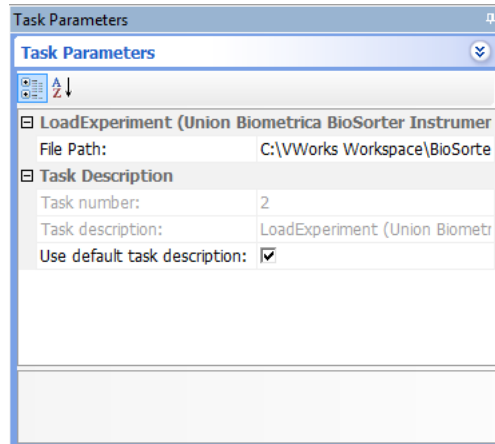 Task Parameters
Task Parameters
LoadExperiment (Union Biometrica BioSorter Instrumen
File Path: C:\VWorks Workspace\BioSorte
Task Description
Task number: 2
Task description: LoadExperiment (Union Biometr
Use default task description: